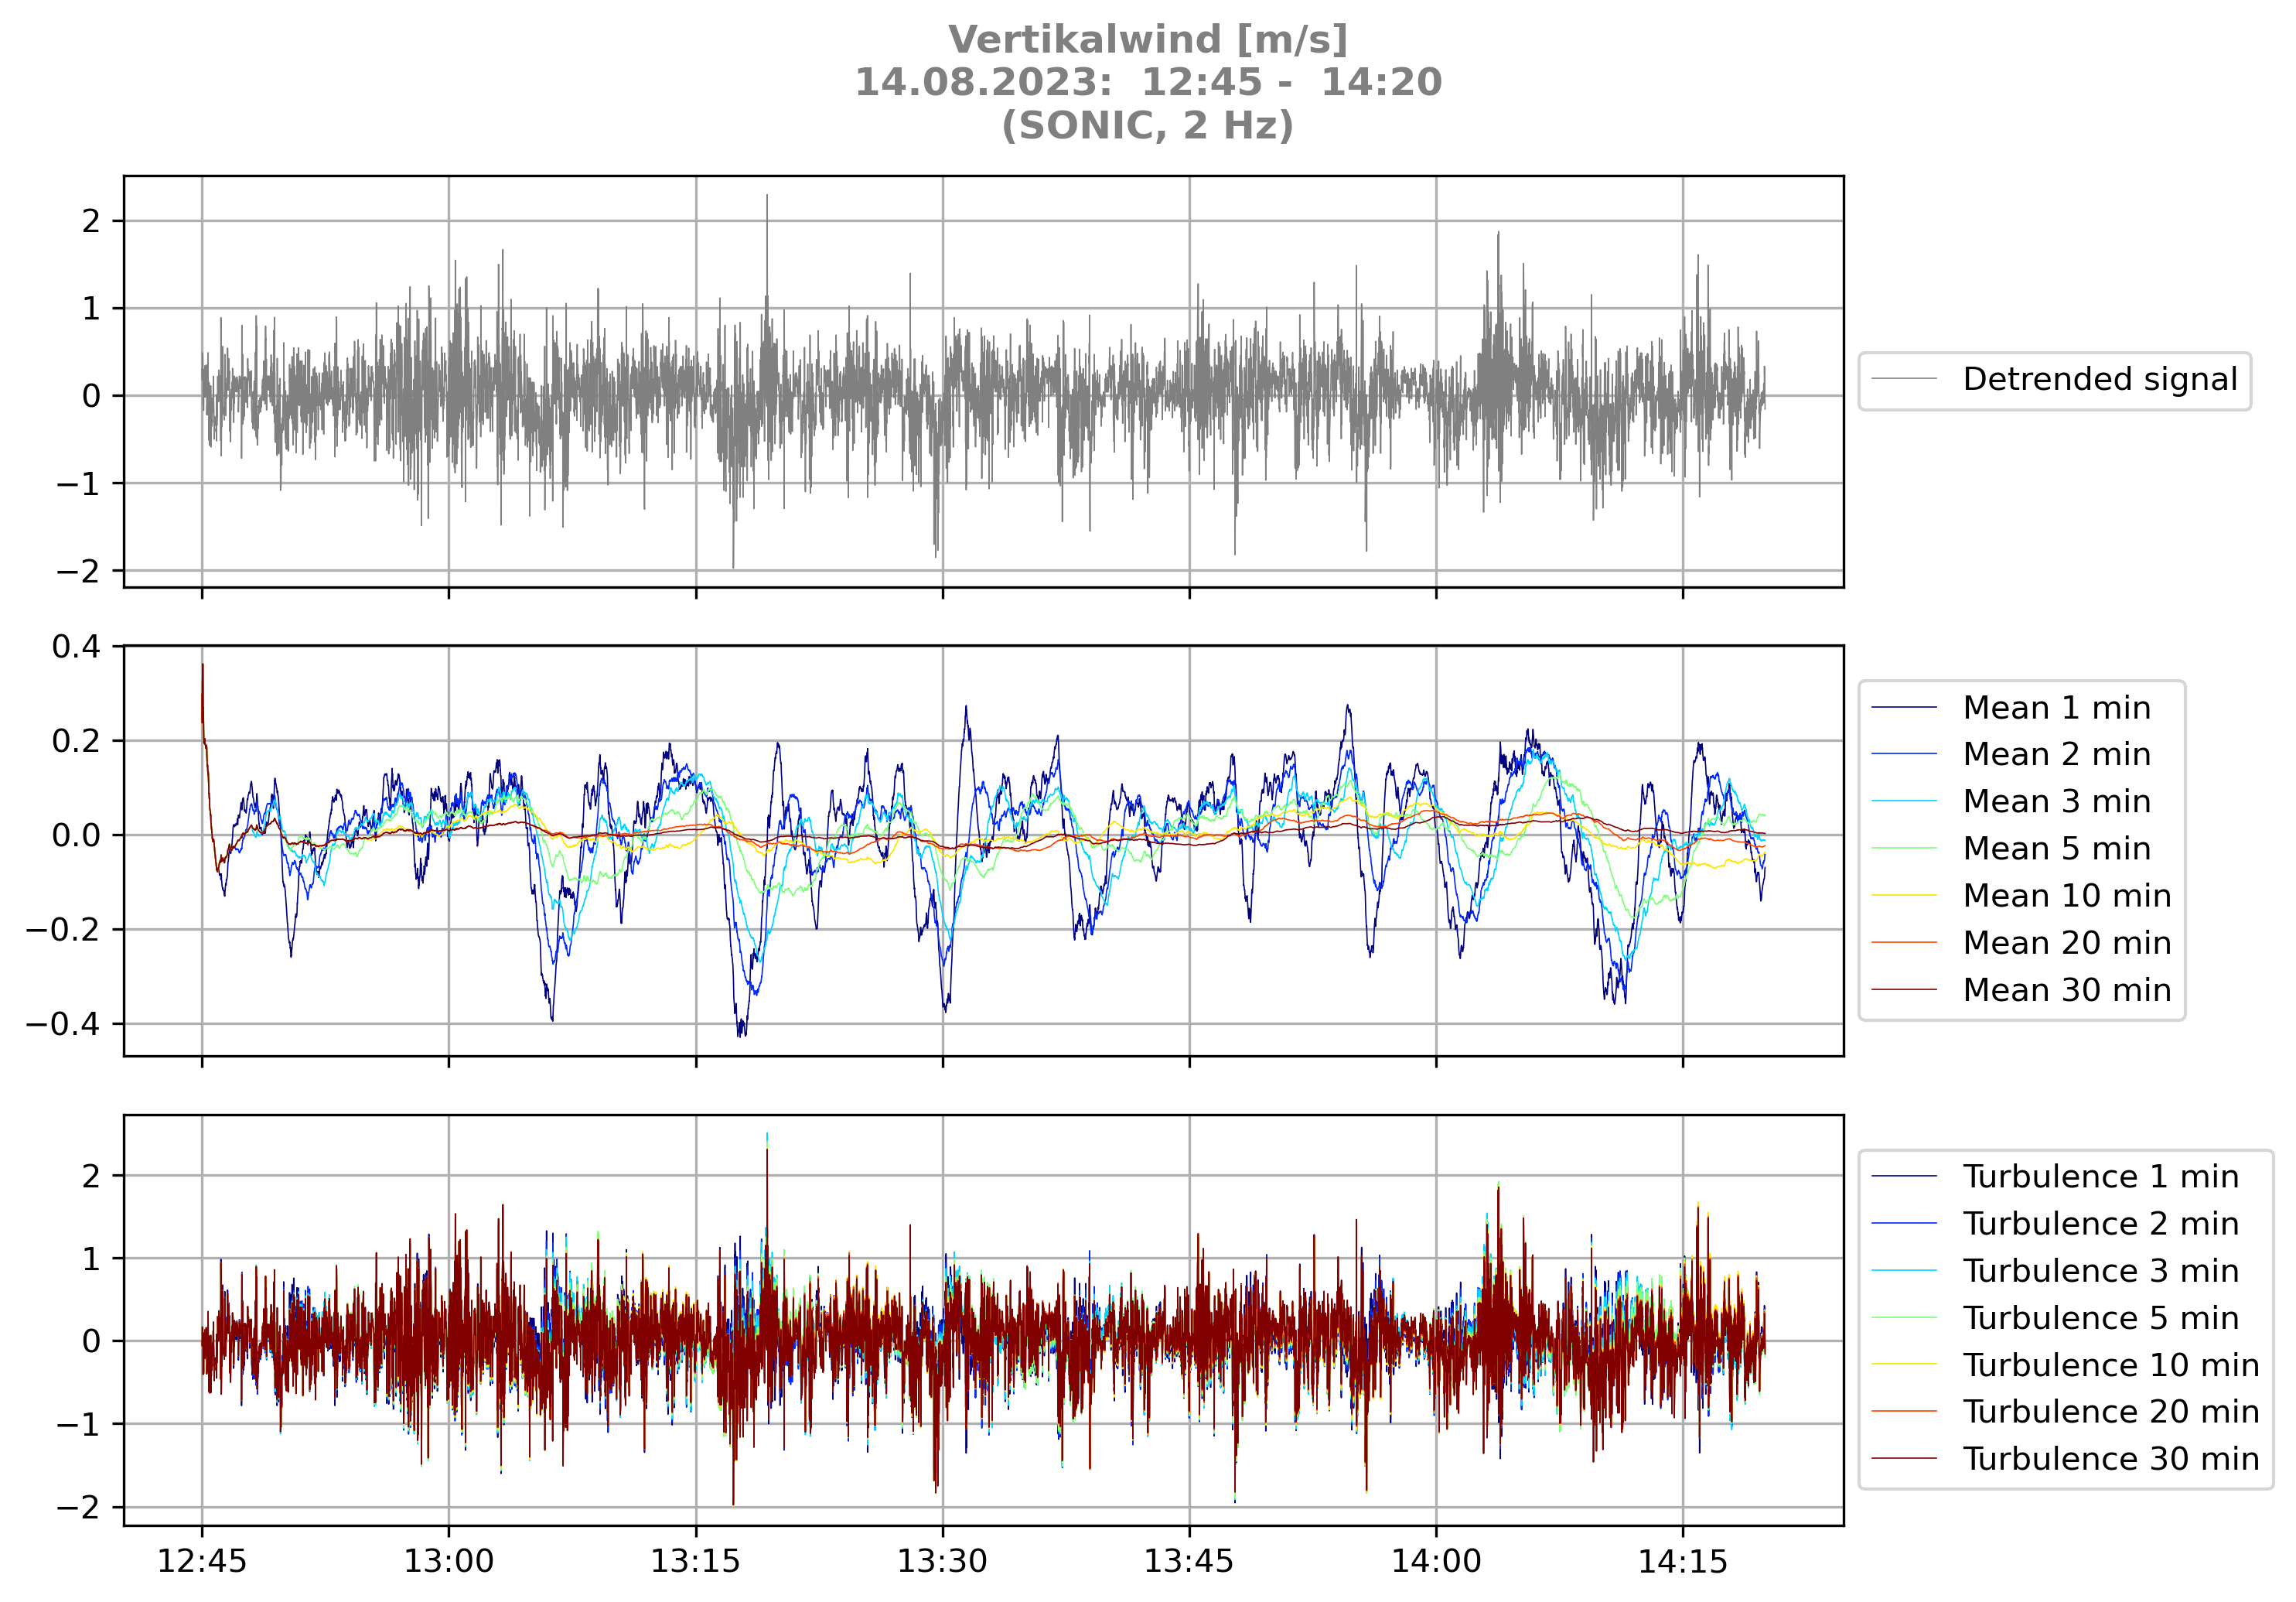 Vertikalwind [m/s]
14.08.2023:  12:45 -  14:20
(SONIC, 2 Hz)
2
1
0
−1
−2
Detrended signal
0.4
0.2
0.0
−0.2
−0.4
Mean 1 min
Mean 2 min
Mean 3 min
Mean 5 min
Mean 10 min
Mean 20 min
Mean 30 min
2
1
0
−1
−2
Turbulence 1 min
Turbulence 2 min
Turbulence 3 min
Turbulence 5 min
Turbulence 10 min
Turbulence 20 min
Turbulence 30 min
12:45 13:00 13:15 13:30 13:45 14:00 14:15